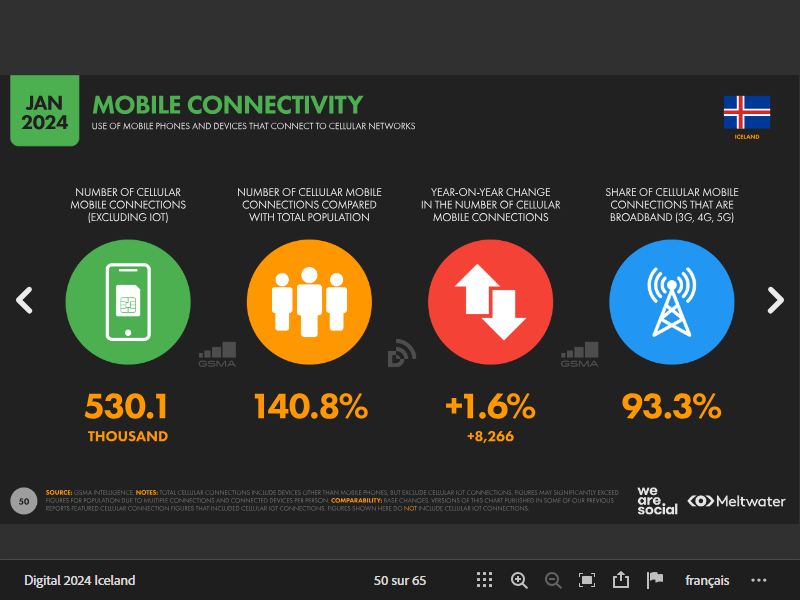 JAN
2024
MOBILE CONNECTIVITY
USE OF MOBILE PHONES AND DEVICES THAT CONNECT TO CELLULAR NETWORKS
ICELAND
NUMBER OF CELLULAR
MOBILE CONNECTIONS
(EXCLUDING IOT)
530.1
THOUSAND
NUMBER OF CELLULAR MOBILE
CONNECTIONS COMPARED
WITH TOTAL POPULATION
140.8%
YEAR-ON-YEAR CHANGE
IN THE NUMBER OF CELLULAR
MOBILE CONNECTIONS
+1.6%
+8,266
SHARE OF CELLULAR MOBILE
CONNECTIONS THAT ARE
BROADBAND (3G, 4G, 5G)
93.3%
GSMA
GSMA
50
SOURCE: GSMA INTELLIGENCE. NOTES: TOTAL CELLULAR CONNECTIONS INCLUDE DEVICES OTHER THAN MOBILE PHONES, BUT EXCLUDE CELLULAR IOT CONNECTIONS. FIGURES MAY SIGNIFICANTLY EXCEED
FIGURES FOR POPULATION DUE TO MULTIPLE CONNECTIONS AND CONNECTED DEVICES PER PERSON. COMPARABILITY: BASE CHANGES. VERSIONS OF THIS CHART PUBLISHED IN SOME OF OUR PREVIOUS
REPORTS FEATURED CELLULAR CONNECTION FIGURES THAT INCLUDED CELLULAR IOT CONNECTIONS. FIGURES SHOWN HERE DO NOT INCLUDE CELLULAR IOT CONNECTIONS.
we
are.
social
Meltwater
Digital 2024 Iceland
50 sur 65
français